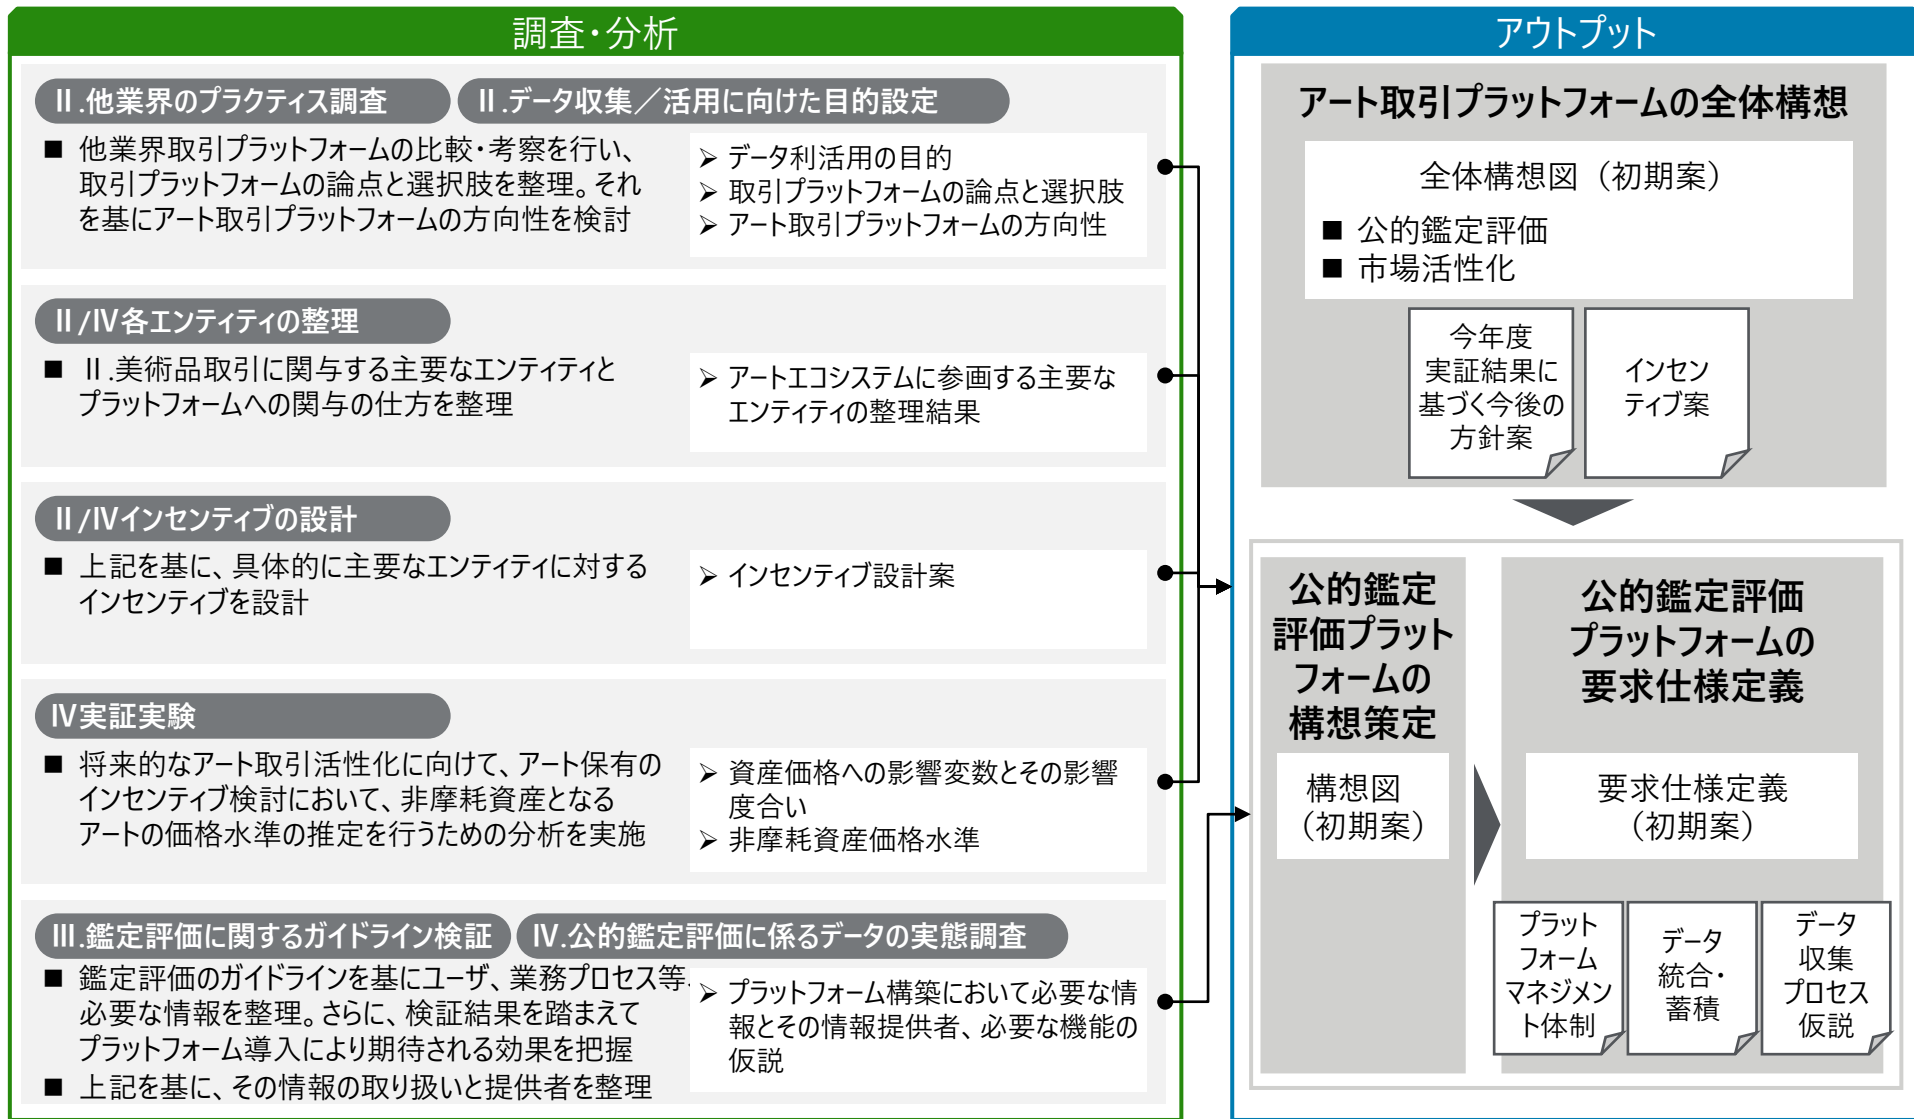 調査・分析
II.他業界のプラクティス調査
II.データ収集／活用に向けた目的設定
■ 他業界取引プラットフォームの比較・考察を行い、
取引プラットフォームの論点と選択肢を整理。それ
を基にアート取引プラットフォームの方向性を検討
➢ データ利活用の目的
➢ 取引プラットフォームの論点と選択肢
➢ アート取引プラットフォームの方向性
II/IV各エンティティの整理
■ II.美術品取引に関与する主要なエンティティと
プラットフォームへの関与の仕方を整理
➢ アートエコシステムに参画する主要な
エンティティの整理結果
II/IVインセンティブの設計
■ 上記を基に、具体的に主要なエンティティに対する
インセンティブを設計
➢ インセンティブ設計案
IV実証実験
■ 将来的なアート取引活性化に向けて、アート保有の
インセンティブ検討において、非摩耗資産となる
アートの価格水準の推定を行うための分析を実施
➢ 資産価格への影響変数とその影響
度合い
➢ 非摩耗資産価格水準
III.鑑定評価に関するガイドライン検証
IV.公的鑑定評価に係るデータの実態調査
■ 鑑定評価のガイドラインを基にユーザ、業務プロセス等、
必要な情報を整理。さらに、検証結果を踏まえて
プラットフォーム導入により期待される効果を把握
■ 上記を基に、その情報の取り扱いと提供者を整理
➢ プラットフォーム構築において必要な情
報とその情報提供者、必要な機能の
仮説
アウトプット
アート取引プラットフォームの全体構想
全体構想図（初期案）
■ 公的鑑定評価
■ 市場活性化
今年度
実証結果に
基づく今後の
方針案
インセン
ティブ案
公的鑑定
評価プラット
フォームの
構想策定
構想図
（初期案）
公的鑑定評価
プラットフォームの
要求仕様定義
要求仕様定義
（初期案）
プラット
フォーム
マネジメン
ト体制
データ
統合・
蓄積
データ
収集
プロセス
仮説